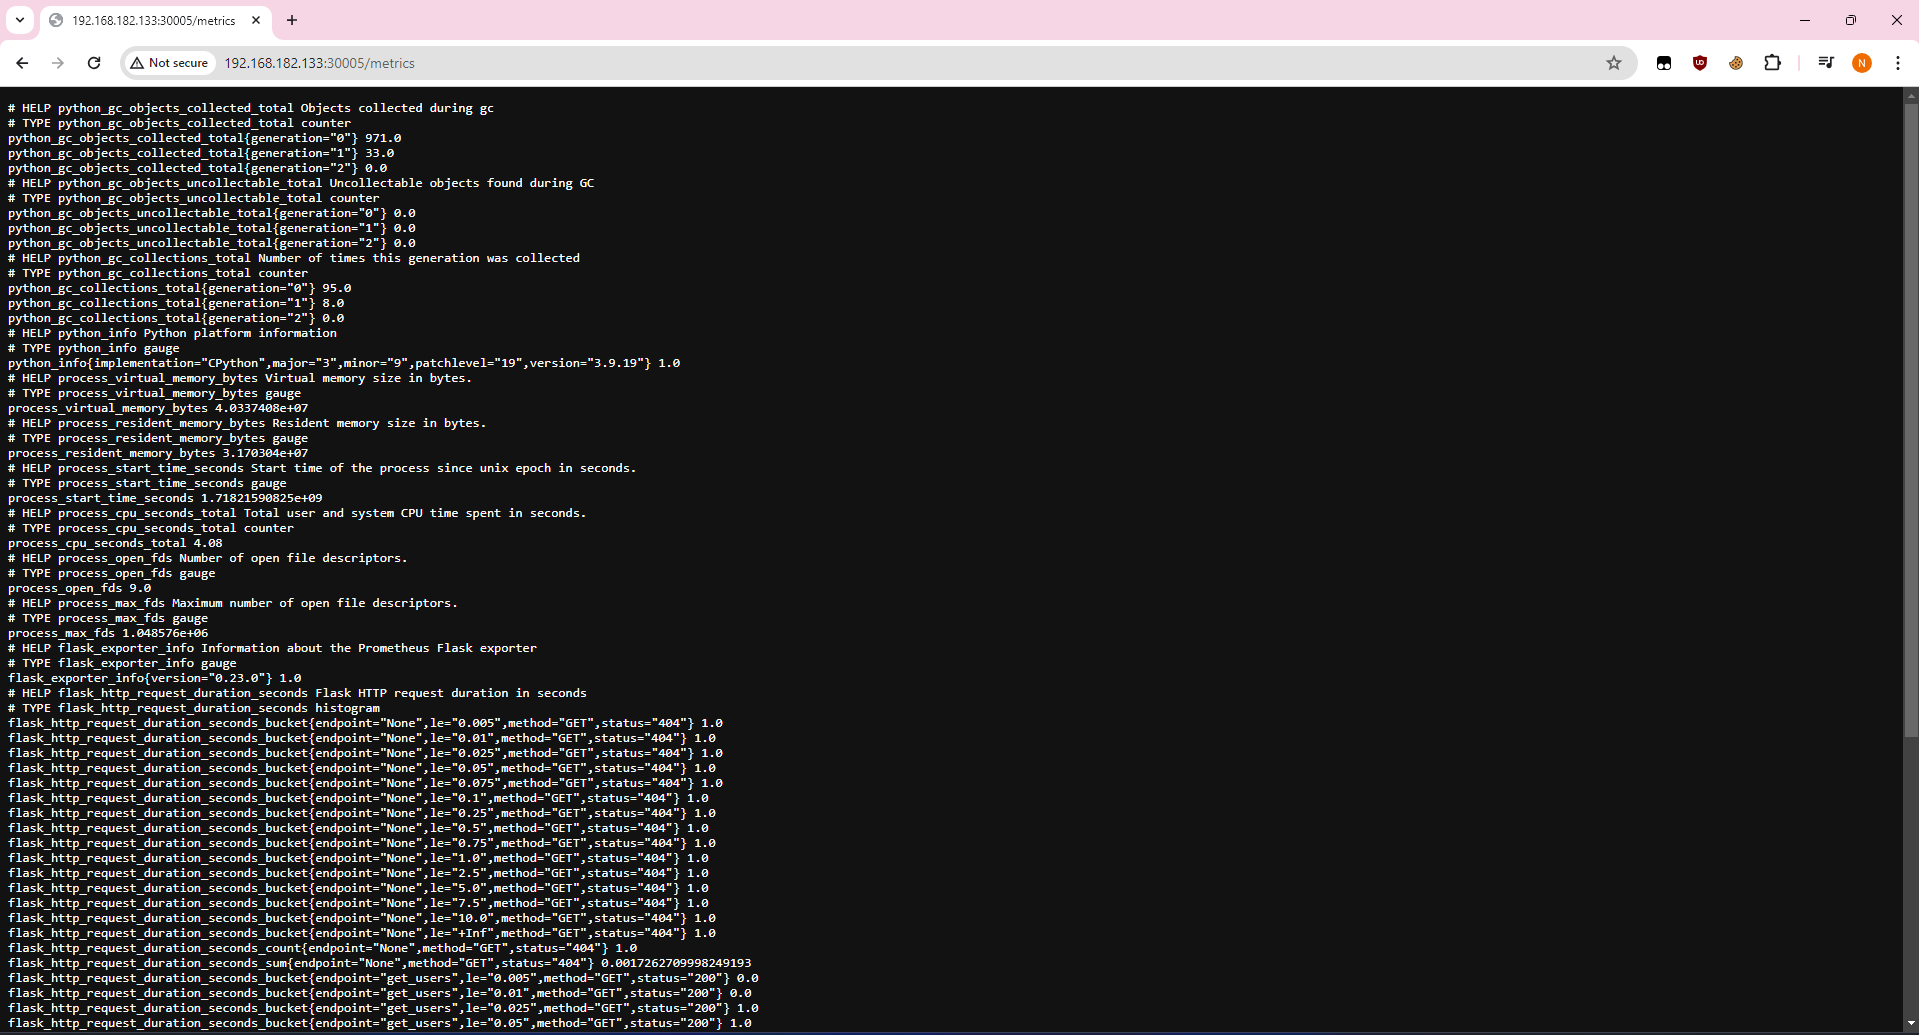 192.168.182.133:30005/metrics
Not secure
192.168.182.133:30005/metrics
N
# HELP python_gc_objects_collected_total Objects collected during gc
# TYPE python_gc_objects_collected_total counter
python_gc_objects_collected_total{generation="0"} 971.0
python_gc_objects_collected_total{generation="1"} 33.0
python_gc_objects_collected_total{generation="2"} 0.0
# HELP python_gc_objects_uncollectable_total Uncollectable objects found during GC
# TYPE python_gc_objects_uncollectable_total counter
python_gc_objects_uncollectable_total{generation="0"} 0.0
python_gc_objects_uncollectable_total{generation="1"} 0.0
python_gc_objects_uncollectable_total{generation="2"} 0.0
# HELP python_gc_collections_total Number of times this generation was collected
# TYPE python_gc_collections_total counter
python_gc_collections_total{generation="0"} 95.0
python_gc_collections_total{generation="1"} 8.0
python_gc_collections_total{generation="2"} 0.0
# HELP python_info Python platform information
# TYPE python_info gauge
python_info{implementation="CPython",major="3",minor="9",patchlevel="19",version="3.9.19"} 1.0
# HELP process_virtual_memory_bytes Virtual memory size in bytes.
# TYPE process_virtual_memory_bytes gauge
process_virtual_memory_bytes 4.0337408e+07
# HELP process_resident_memory_bytes Resident memory size in bytes.
# TYPE process_resident_memory_bytes gauge
process_resident_memory_bytes 3.170304e+07
# HELP process_start_time_seconds Start time of the process since unix epoch in seconds.
# TYPE process_start_time_seconds gauge
process_start_time_seconds 1.71821590825e+09
# HELP process_cpu_seconds_total Total user and system CPU time spent in seconds.
# TYPE process_cpu_seconds_total counter
process_cpu_seconds_total 4.08
# HELP process_open_fds Number of open file descriptors.
# TYPE process_open_fds gauge
process_open_fds 9.0
# HELP process_max_fds Maximum number of open file descriptors.
# TYPE process_max_fds gauge
process_max_fds 1.048576e+06
# HELP flask_exporter_info Information about the Prometheus Flask exporter
# TYPE flask_exporter_info gauge
flask_exporter_info{version="0.23.0"} 1.0
# HELP flask_http_request_duration_seconds Flask HTTP request duration in seconds
# TYPE flask_http_request_duration_seconds histogram
flask_http_request_duration_seconds_bucket{endpoint="None",le="0.005",method="GET",status="404"} 1.0
flask_http_request_duration_seconds_bucket{endpoint="None",le="0.01",method="GET",status="404"} 1.0
flask_http_request_duration_seconds_bucket{endpoint="None",le="0.025",method="GET",status="404"} 1.0
flask_http_request_duration_seconds_bucket{endpoint="None",le="0.05",method="GET",status="404"} 1.0
flask_http_request_duration_seconds_bucket{endpoint="None",le="0.075",method="GET",status="404"} 1.0
flask_http_request_duration_seconds_bucket{endpoint="None",le="0.1",method="GET",status="404"} 1.0
flask_http_request_duration_seconds_bucket{endpoint="None",le="0.25",method="GET",status="404"} 1.0
flask_http_request_duration_seconds_bucket{endpoint="None",le="0.5",method="GET",status="404"} 1.0
flask_http_request_duration_seconds_bucket{endpoint="None",le="0.75",method="GET",status="404"} 1.0
flask_http_request_duration_seconds_bucket{endpoint="None",le="1.0",method="GET",status="404"} 1.0
flask_http_request_duration_seconds_bucket{endpoint="None",le="2.5",method="GET",status="404"} 1.0
flask_http_request_duration_seconds_bucket{endpoint="None",le="5.0",method="GET",status="404"} 1.0
flask_http_request_duration_seconds_bucket{endpoint="None",le="7.5",method="GET",status="404"} 1.0
flask_http_request_duration_seconds_bucket{endpoint="None",le="10.0",method="GET",status="404"} 1.0
flask_http_request_duration_seconds_bucket{endpoint="None",le="+Inf",method="GET",status="404"} 1.0
flask_http_request_duration_seconds_count{endpoint="None",method="GET",status="404"} 1.0
flask_http_request_duration_seconds_sum{endpoint="None",method="GET",status="404"} 0.0017262709998249193
flask_http_request_duration_seconds_bucket{endpoint="get_users",le="0.005",method="GET",status="200"} 0.0
flask_http_request_duration_seconds_bucket{endpoint="get_users",le="0.01",method="GET",status="200"} 0.0
flask_http_request_duration_seconds_bucket{endpoint="get_users",le="0.025",method="GET",status="200"} 1.0
flask_http_request_duration_seconds_bucket{endpoint="get_users",le="0.05",method="GET",status="200"} 1.0